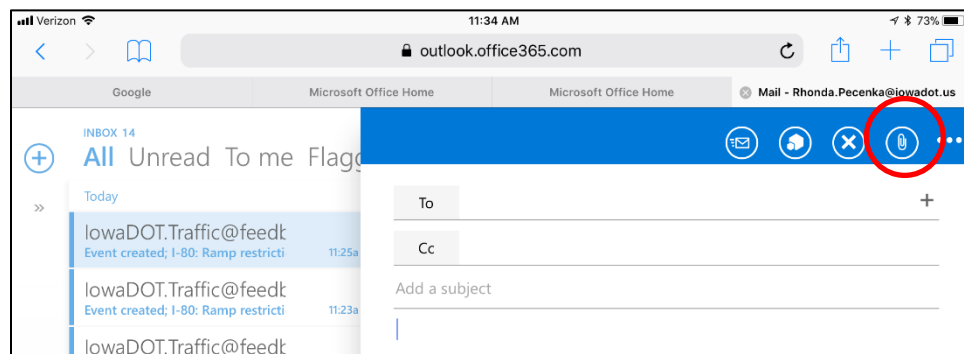 Verizon 11:34 AM 73%
outlook.office365.com
Google Microsoft Office Home Microsoft Office Home Mail - Rhonda.Pecenka@iowadot.us
INBOX 14
All Unread To me Flagg
Today
IowaDOT.Traffic@feedb
Event created; I-80: Ramp restricti 11:25a
IowaDOT.Traffic@feedb
Event created; I-80: Ramp restricti 11:23a
IowaDOT.Traffic@feedb
To
Cc
Add a subject